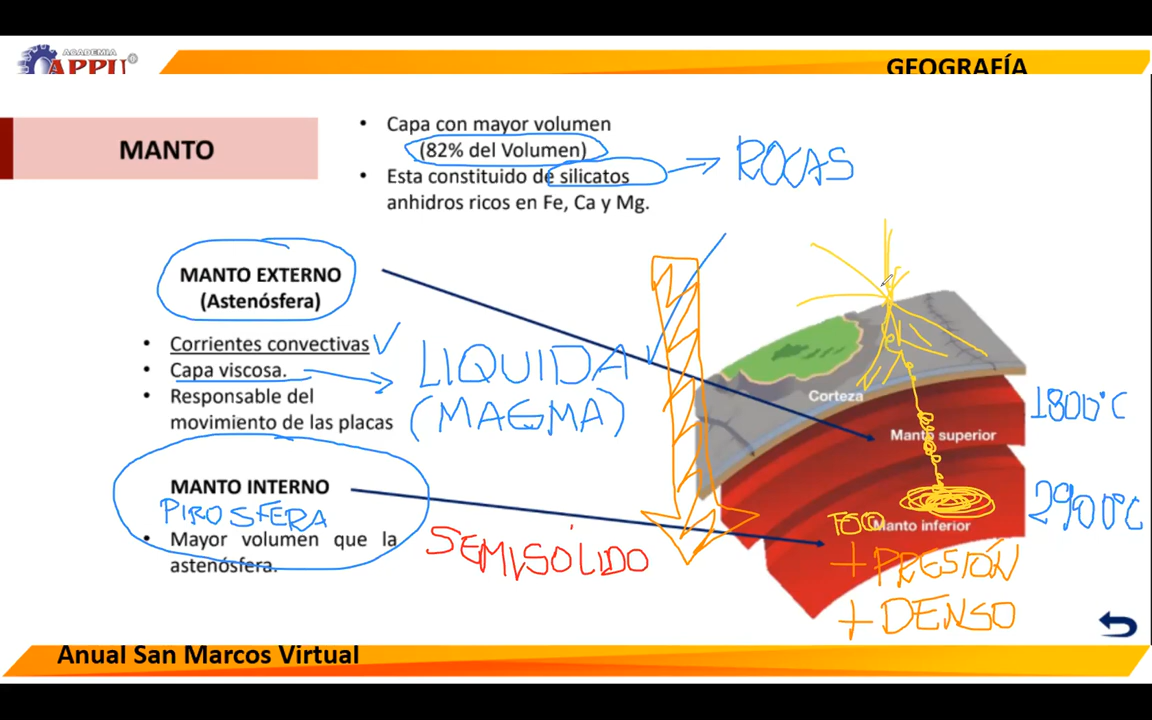 ACADEMIA
APPU
GEOGRAFÍA
MANTO
• Capa con mayor volumen
(82% del Volumen)
• Esta constituido de silicatos
anhidros ricos en Fe, Ca y Mg.
ROCAS
MANTO EXTERNO
(Astenósfera)
• Corrientes convectivas
• Capa viscosa.
• Responsable del
movimiento de las placas
LIQUIDA
(MAGMA)
MANTO INTERNO
PIROSFERA
• Mayor volumen que la
astenósfera.
SEMISÓLIDO
Corteza
Manto superior
1800°C
2900°C
FOCO
Manto inferior
+ PRESIÓN
+ DENSO
Anual San Marcos Virtual